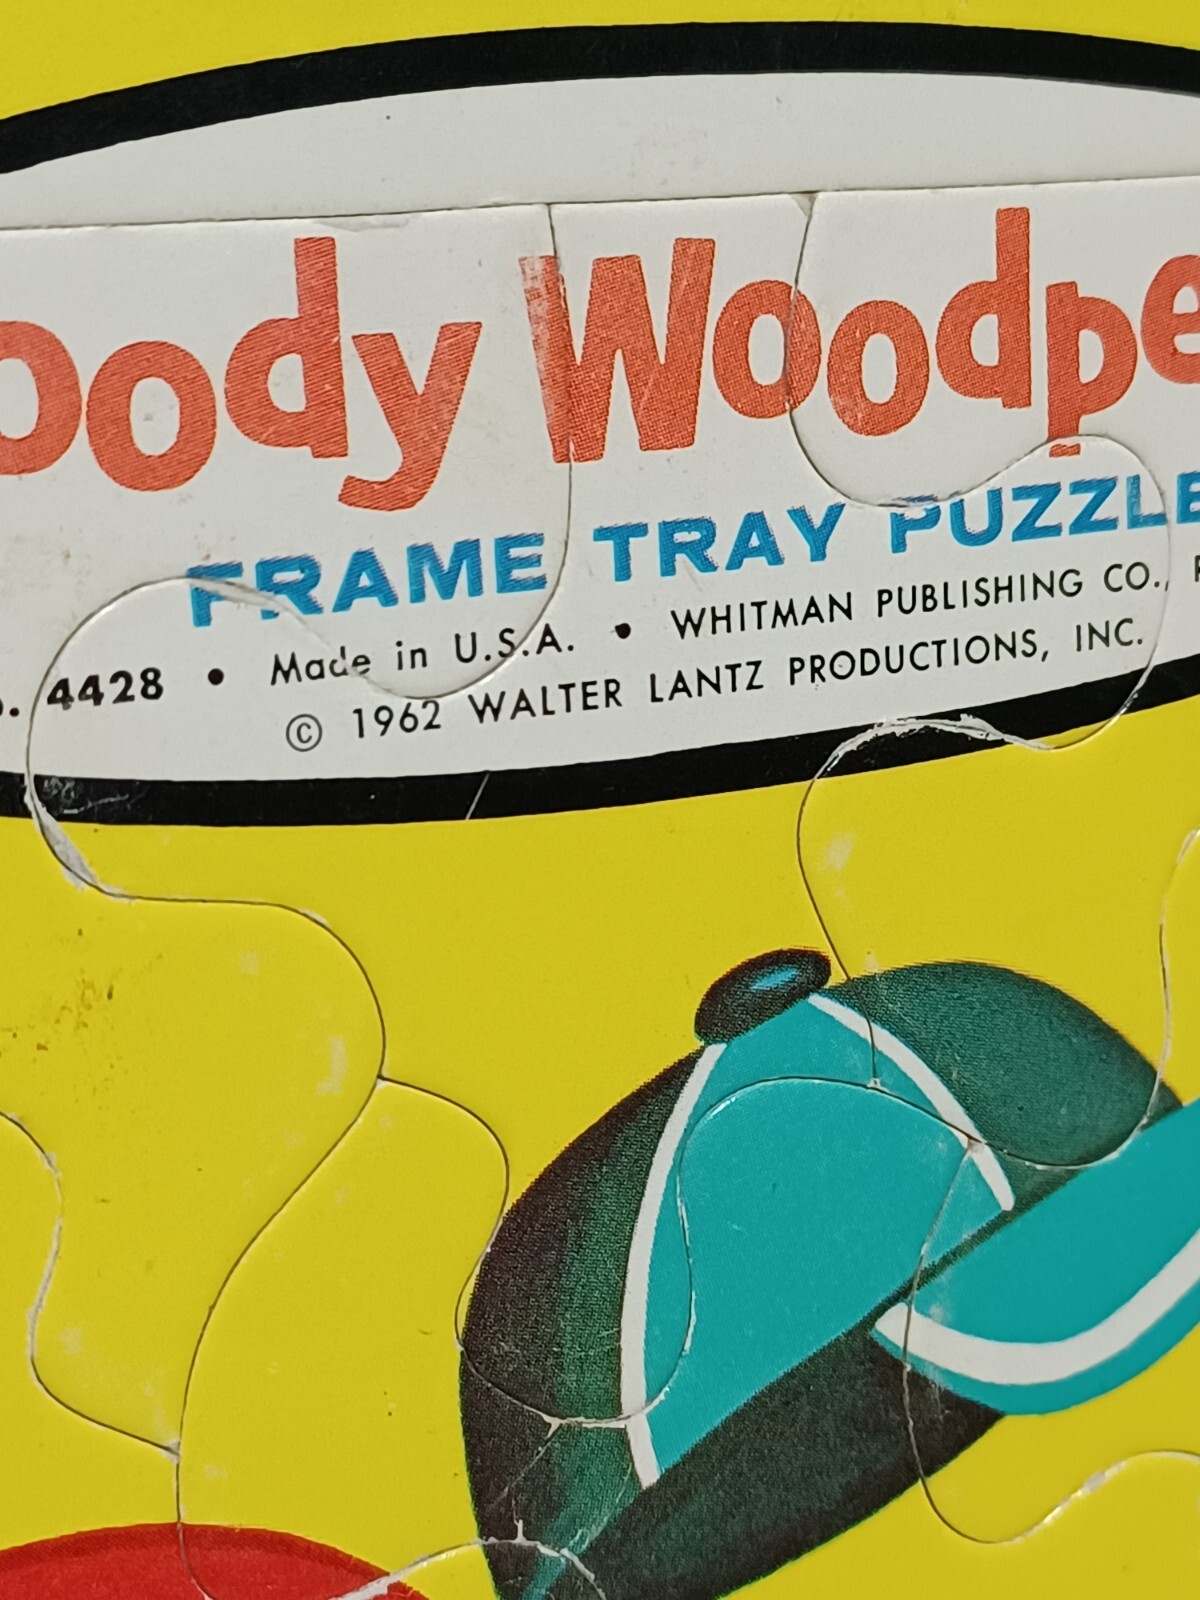 oody Woodpe
FRAME TRAY PUZZLE
. 4428 • Made in U.S.A. • WHITMAN PUBLISHING CO.,
© 1962 WALTER LANTZ PRODUCTIONS, INC.